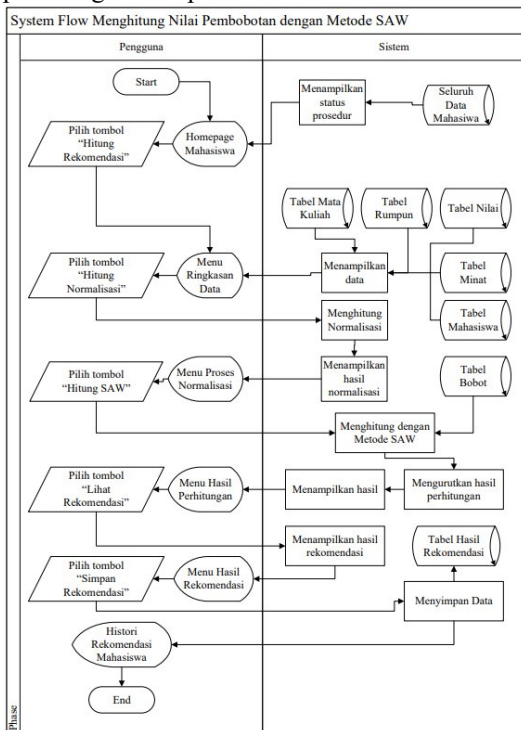 System Flow Menghitung Nilai Pembobotan dengan Metode SAW
Pengguna
Sistem
Start
Menampilkan
status
prosedur
Seluruh
Data
Mahasiwa
Pilih tombol
“Hitung
Rekomendasi”
Homepage
Mahasiswa
Tabel Mata
Kuliah
Tabel
Rumpun
Tabel Nilai
Pilih tombol
“Hitung
Normalisasi”
Menu
Ringkasan
Data
Menampilkan
data
Tabel
Minat
Menghitung
Normalisasi
Tabel
Mahasiswa
Pilih tombol
“Hitung SAW”
Menu Proses
Normalisasi
Menampilkan
hasil
normalisasi
Tabel
Bobot
Menghitung dengan
Metode SAW
Pilih tombol
“Lihat
Rekomendasi”
Menu Hasil
Perhitungan
Menampilkan hasil
Mengurutkan hasil
perhitungan
Menampilkan hasil
rekomendasi
Tabel Hasil
Rekomendasi
Pilih tombol
“Simpan
Rekomendasi”
Menu Hasil
Rekomendasi
Menyimpan Data
Histori
Rekomendasi
Mahasiswa
End
Phase